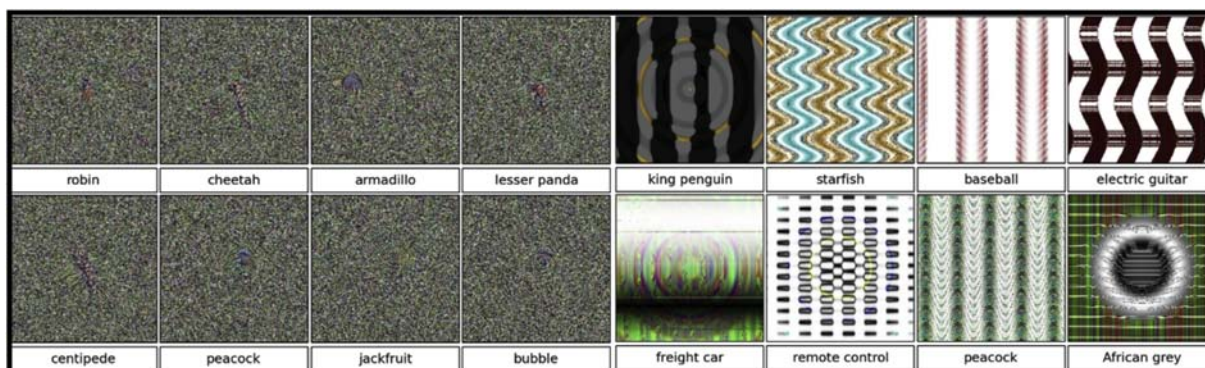 robin cheetah armadillo lesser panda king penguin starfish baseball electric guitar
centipede peacock jackfruit bubble freight car remote control peacock African grey